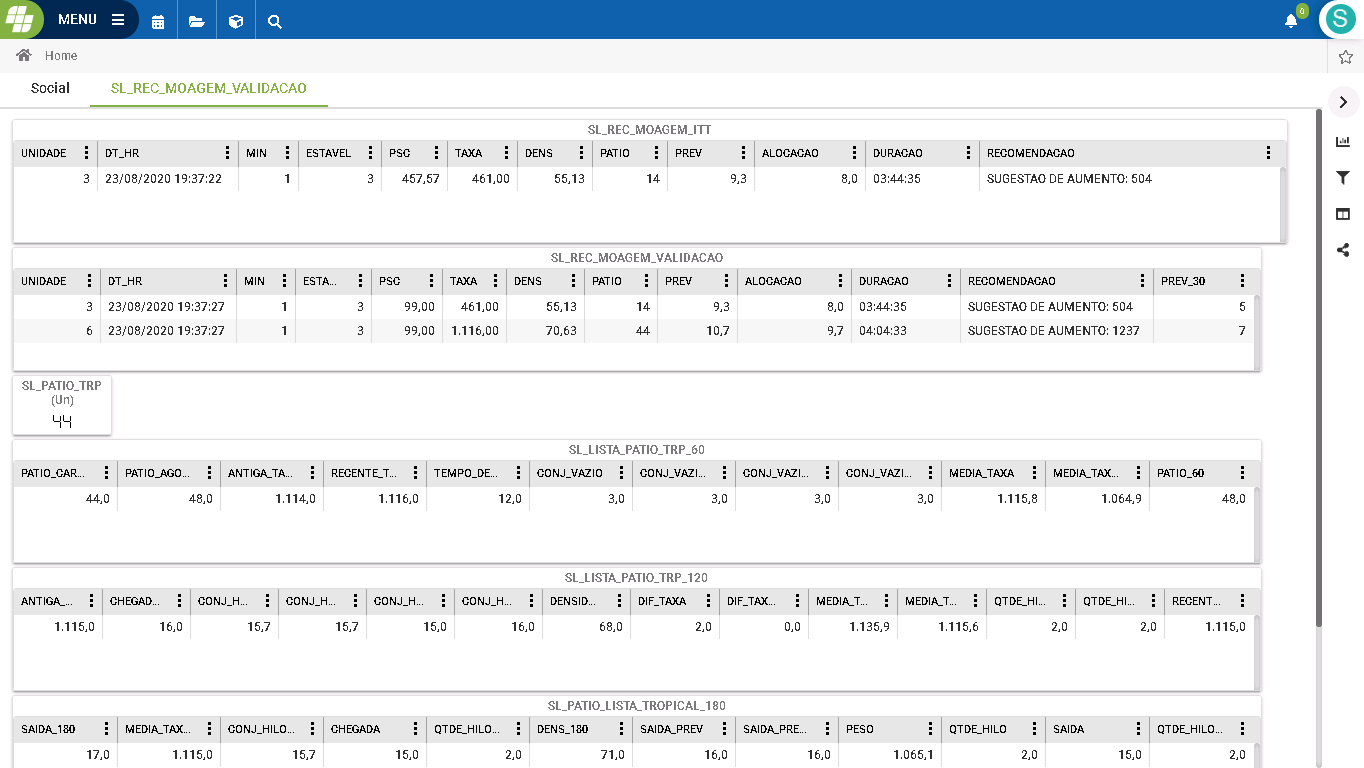 MENU
0
S
Home
Social SL_REC_MOAGEM_VALIDACAO
SL_REC_MOAGEM_ITT
UNIDADE DT_HR MIN ESTAVEL PSC TAXA DENS PATIO PREV ALOCACAO DURACAO RECOMENDACAO
3 23/08/2020 19:37:22 1 3 457,57 461,00 55,13 14 9,3 8,0 03:44:35 SUGESTAO DE AUMENTO: 504
SL_REC_MOAGEM_VALIDACAO
UNIDADE DT_HR MIN ESTA... PSC TAXA DENS PATIO PREV ALOCACAO DURACAO RECOMENDACAO PREV_30
3 23/08/2020 19:37:27 1 3 99,00 461,00 55,13 14 9,3 8,0 03:44:35 SUGESTAO DE AUMENTO: 504 5
6 23/08/2020 19:37:27 1 3 99,00 1.116,00 70,63 44 10,7 9,7 04:04:33 SUGESTAO DE AUMENTO: 1237 7
SL_PATIO_TRP
(Un)
44
SL_LISTA_PATIO_TRP_60
PATIO_CAR... PATIO_AGO... ANTIGA_TA... RECENTE_T... TEMPO_DE... CONJ_VAZIO CONJ_VAZI... CONJ_VAZI... CONJ_VAZI... MEDIA_TAXA MEDIA_TAX... PATIO_60
44,0 48,0 1.114,0 1.116,0 12,0 3,0 3,0 3,0 3,0 1.115,8 1.064,9 48,0
SL_LISTA_PATIO_TRP_120
ANTIGA_... CHEGAD... CONJ_H... CONJ_H... CONJ_H... CONJ_H... DENSID... DIF_TAXA DIF_TAX... MEDIA_T... MEDIA_T... QTDE_HI... QTDE_HI... RECENT...
1.115,0 16,0 15,7 15,7 15,0 16,0 68,0 2,0 0,0 1.135,9 1.115,6 2,0 2,0 1.115,0
SL_PATIO_LISTA_TROPICAL_180
SAIDA_180 MEDIA_TAX... CONJ_HILO... CHEGADA QTDE_HILO... DENS_180 SAIDA_PREV SAIDA_PRE... PESO QTDE_HILO SAIDA QTDE_HILO...
17,0 1.115,0 15,7 15,0 2,0 71,0 16,0 16,0 1.065,1 2,0 15,0 2,0